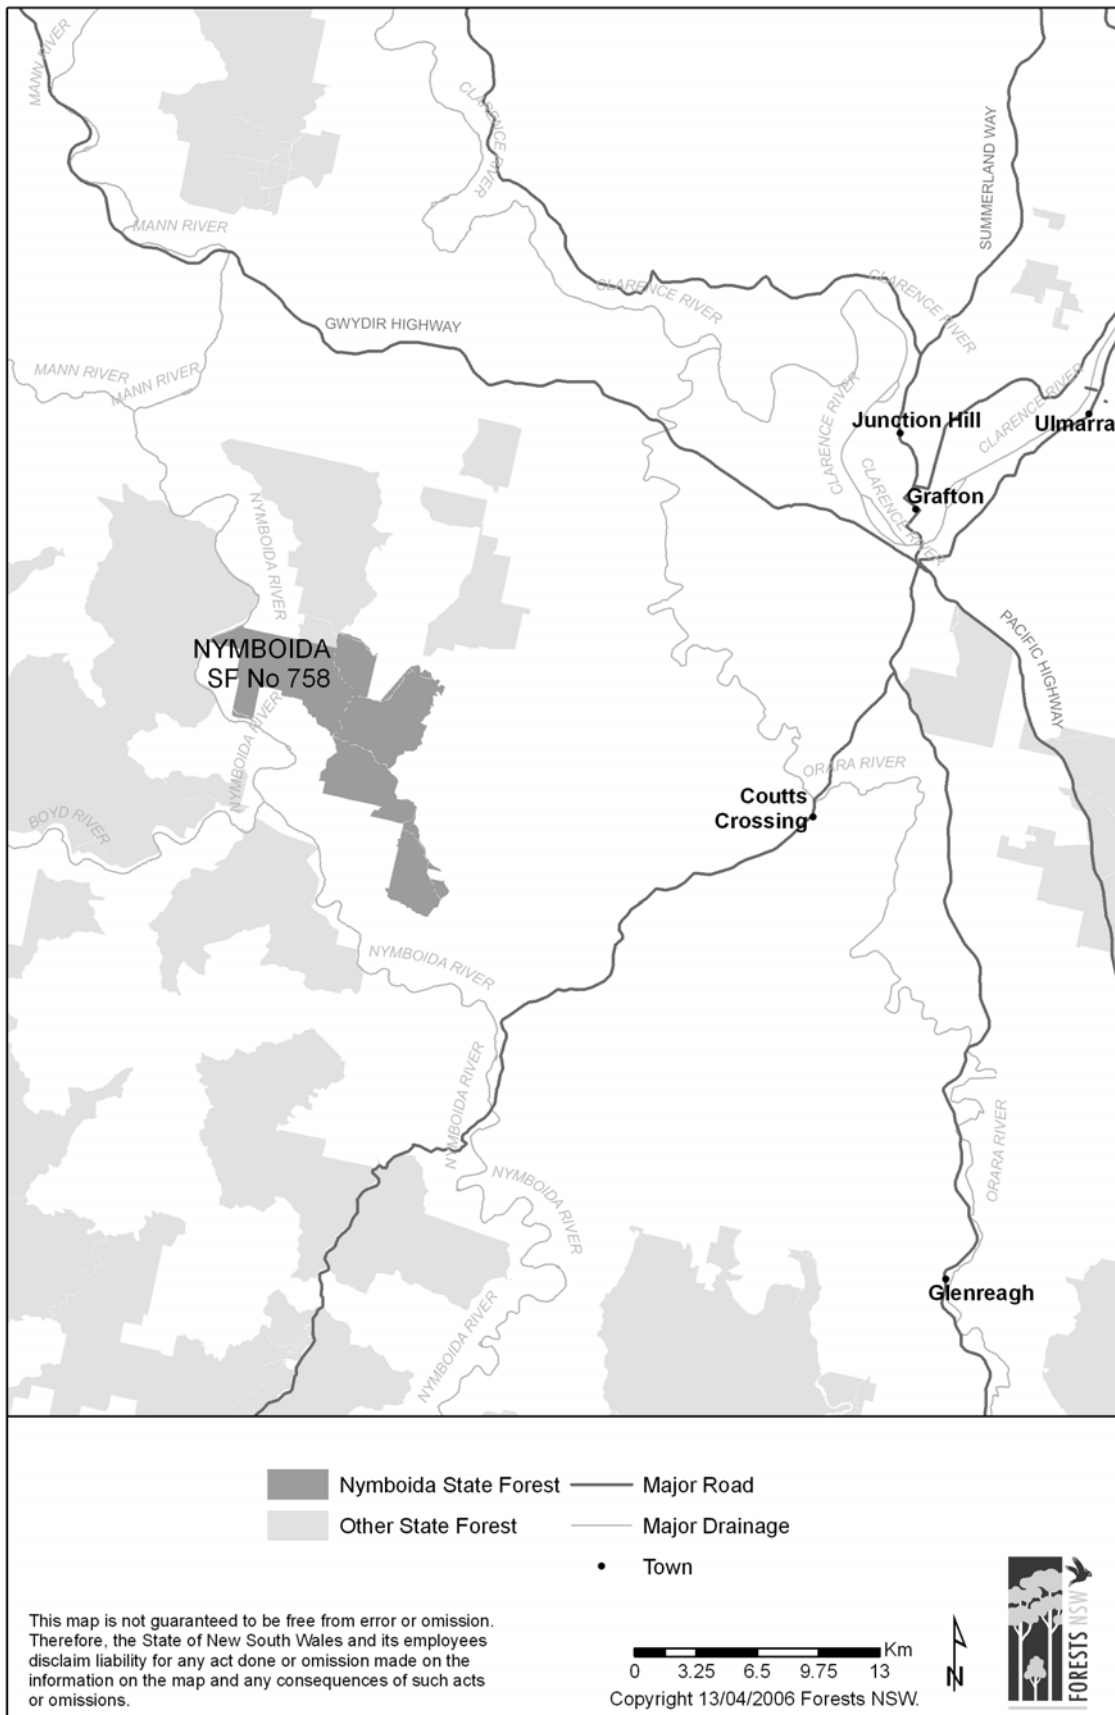 MANN RIVER
CLARENCE RIVER
SUMMERLAND WAY
MANN RIVER
CLARENCE RIVER
CLARENCE RIVER
GWYDIR HIGHWAY
MANN RIVER
MANN RIVER
CLARENCE RIVER
CLARENCE RIVER
Junction Hill
Ulmarra
CLARENCE RIVER
Grafton
NYMBOIDA RIVER
NYMBOIDA
SF No 758
PACIFIC HIGHWAY
NYMBOIDA RIVER
ORARA RIVER
Coutts
Crossing
BOYD RIVER
NYMBOIDA RIVER
NYMBOIDA RIVER
NYMBOIDA RIVER
ORARA RIVER
Glenreagh
NYMBOIDA RIVER
Nymboida State Forest
Major Road
Other State Forest
Major Drainage
Town
This map is not guaranteed to be free from error or omission.
Therefore, the State of New South Wales and its employees
disclaim liability for any act done or omission made on the
information on the map and any consequences of such acts
or omissions.
Km
0 3.25 6.5 9.75 13
Copyright 13/04/2006 Forests NSW.
N
FORESTS NSW